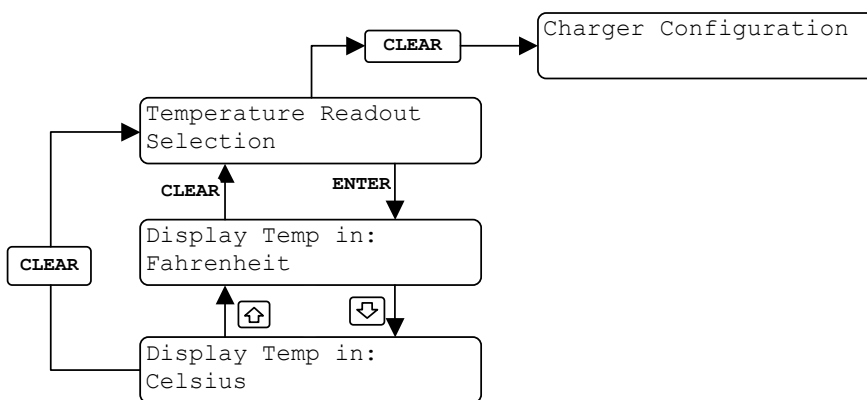 CLEAR
Charger Configuration
Temperature Readout
Selection
CLEAR
ENTER
Display Temp in:
Fahrenheit
CLEAR
Display Temp in:
Celsius